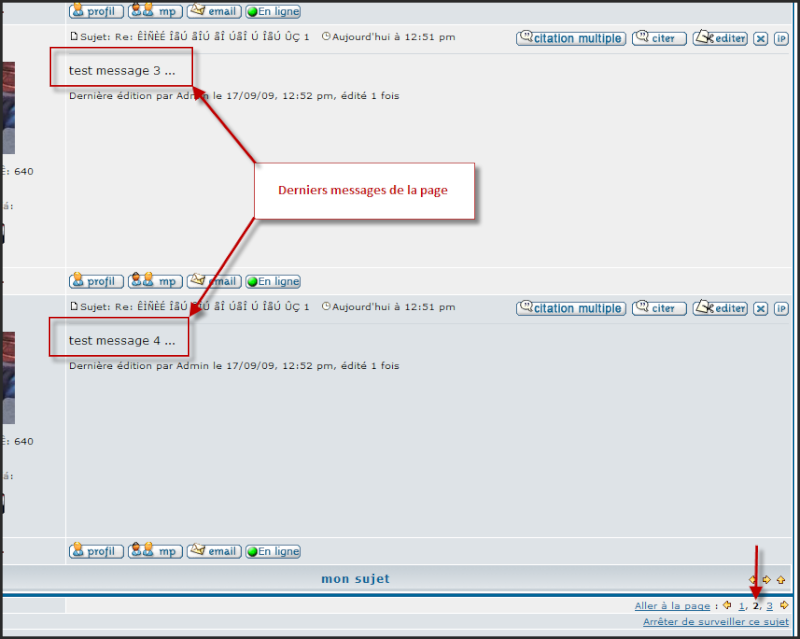 profil mp email En ligne
Sujet: Re: ÊÌÑÈÉ ÎãÚ ãÎÚ ãÎ ÚãÎ Ú ÎãÚ ÛÇ 1 Aujourd'hui à 12:51 pm citation multiple citer editer X iP
test message 3 ...
Dernière édition par Admin le 17/09/09, 12:52 pm, édité 1 fois
È: 640
á:
Derniers messages de la page
profil mp email En ligne
Sujet: Re: ÊÌÑÈÉ ÎãÚ ãÎÚ ãÎ ÚãÎ Ú ÎãÚ ÛÇ 1 Aujourd'hui à 12:51 pm citation multiple citer editer X iP
test message 4 ...
Dernière édition par Admin le 17/09/09, 12:52 pm, édité 1 fois
È: 640
á:
profil mp email En ligne
mon sujet
Aller à la page : 1, 2, 3
Arrêter de surveiller ce sujet